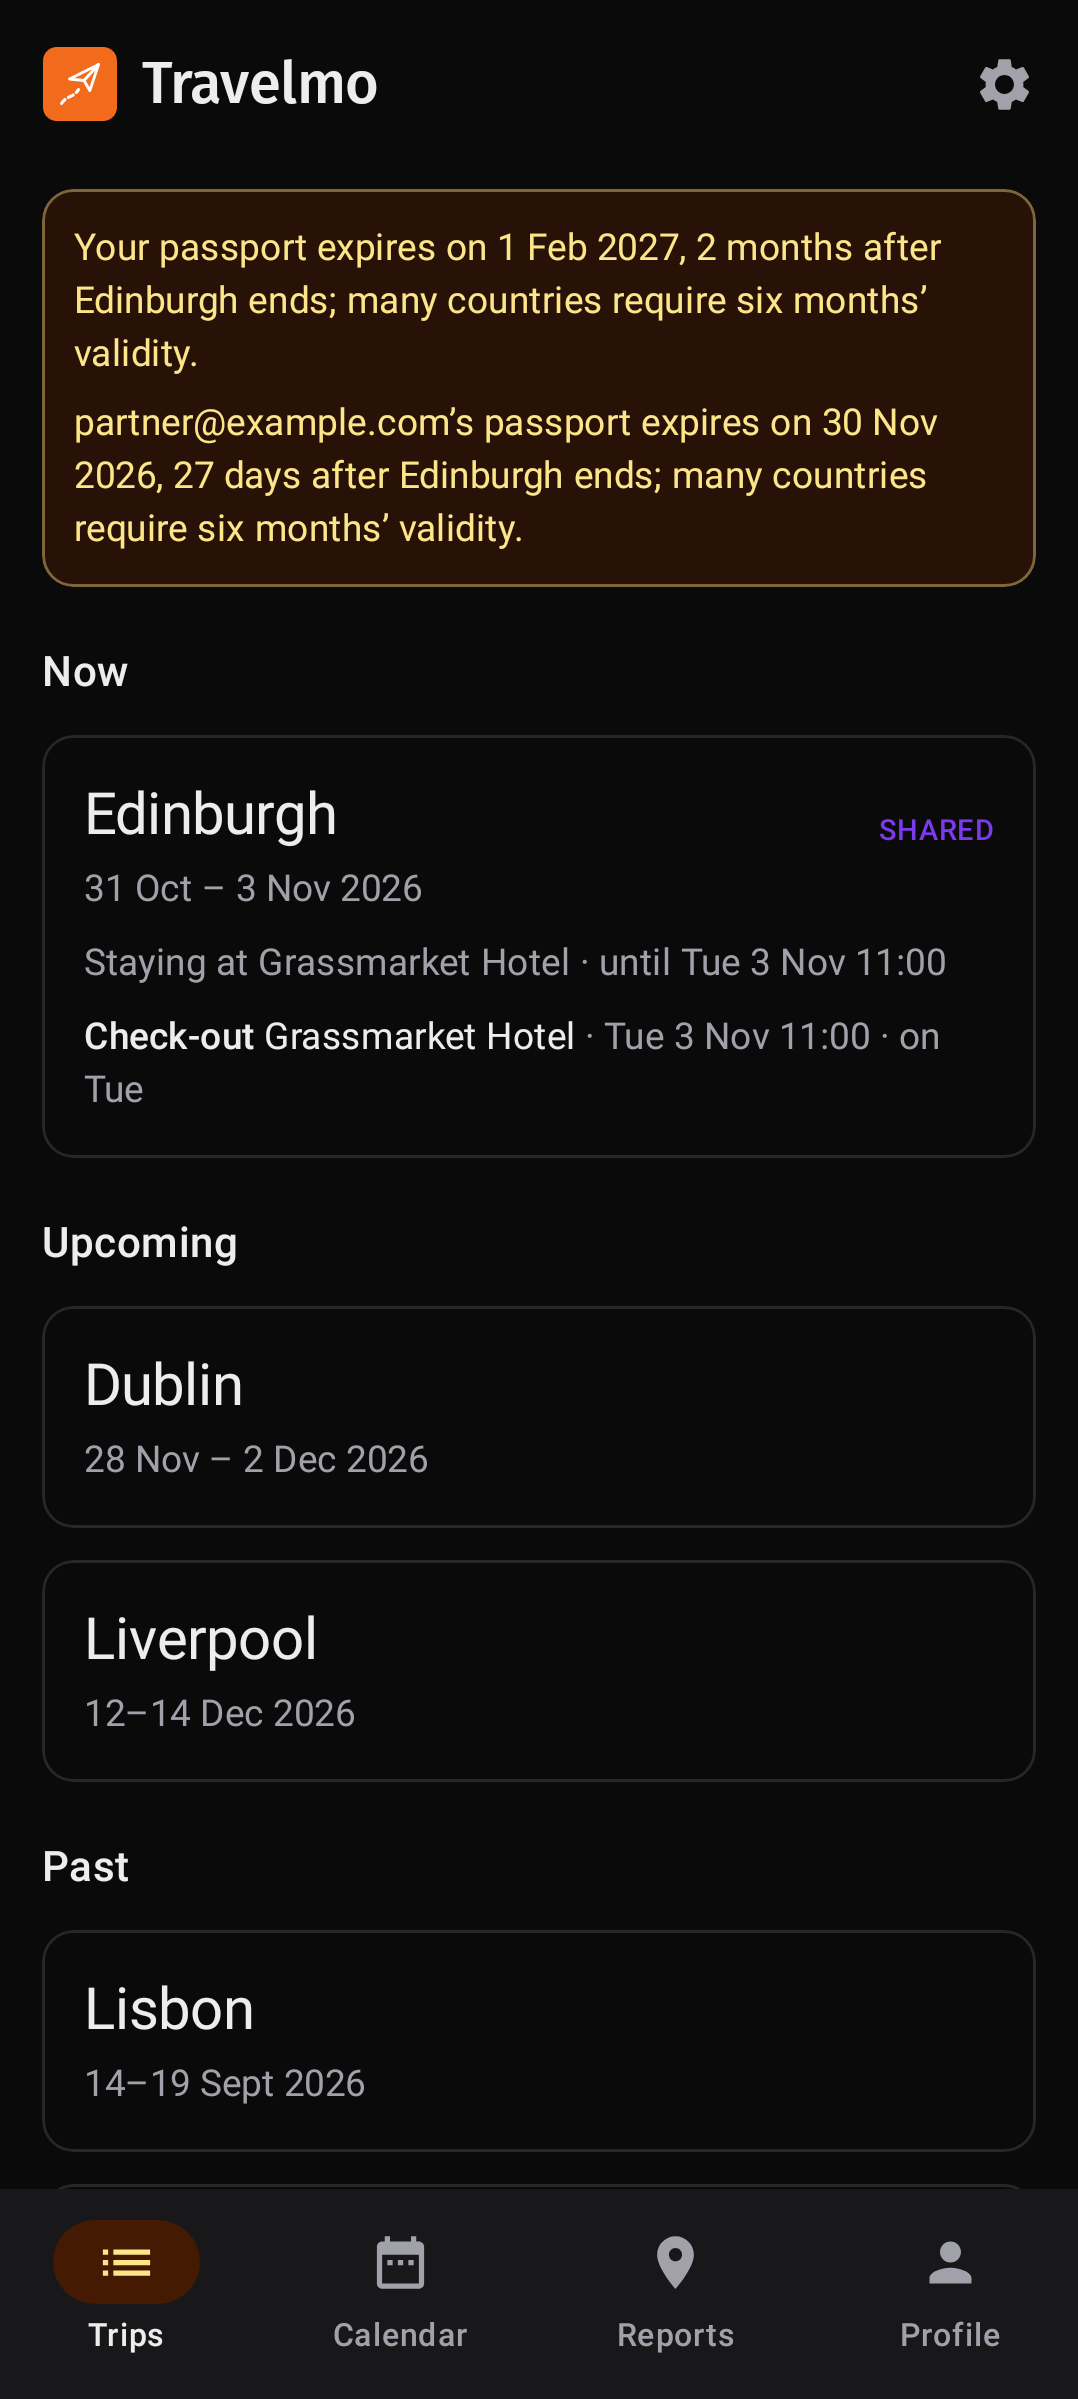 Travelmo
Your passport expires on 1 Feb 2027, 2 months after
Edinburgh ends; many countries require six months’
validity.
partner@example.com’s passport expires on 30 Nov
2026, 27 days after Edinburgh ends; many countries
require six months’ validity.
Now
Edinburgh
SHARED
31 Oct – 3 Nov 2026
Staying at Grassmarket Hotel · until Tue 3 Nov 11:00
Check-out Grassmarket Hotel · Tue 3 Nov 11:00 · on
Tue
Upcoming
Dublin
28 Nov – 2 Dec 2026
Liverpool
12–14 Dec 2026
Past
Lisbon
14–19 Sept 2026
Trips
Calendar
Reports
Profile